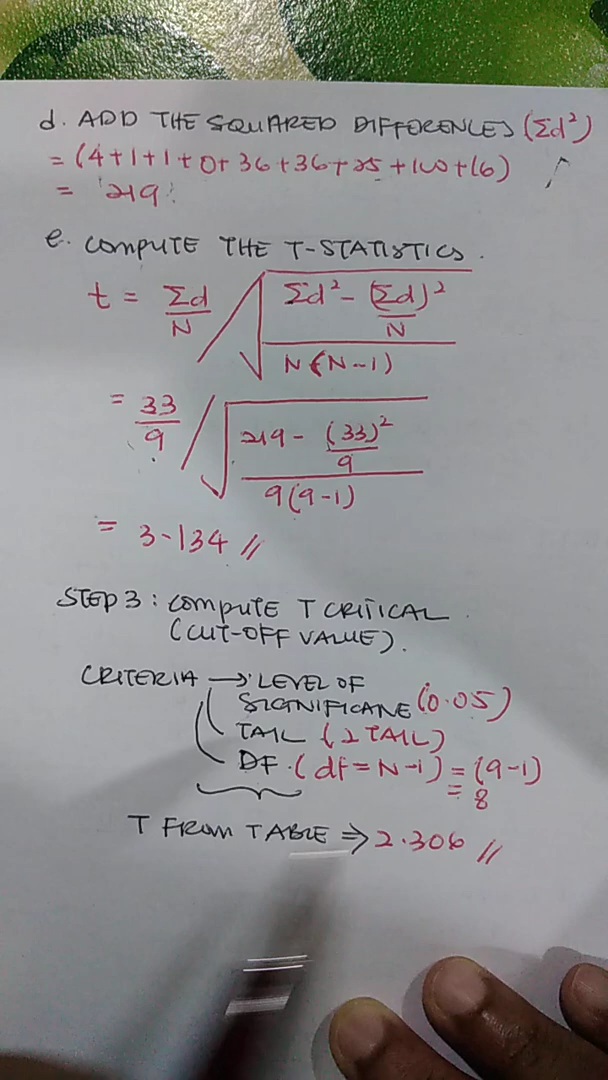 d. ADD THE SQUARED DIFFERENCES (Σd²)
= (4+1+1+0+36+36+25+100+16)
= 219
e. COMPUTE THE T-STATISTICS.
t = Σd/N / √((Σd² - (Σd)²/N) / N(N-1))
= 33/9 / √((219 - (33)²/9) / 9(9-1))
= 3.134 //
STEP 3: COMPUTE T CRITICAL
(CUT-OFF VALUE).
CRITERIA → LEVEL OF
SIGNIFICANE (0.05)
TAIL (2 TAIL)
DF. (df = N-1) = (9-1)
= 8
T FROM TABLE ⇒ 2.306 //